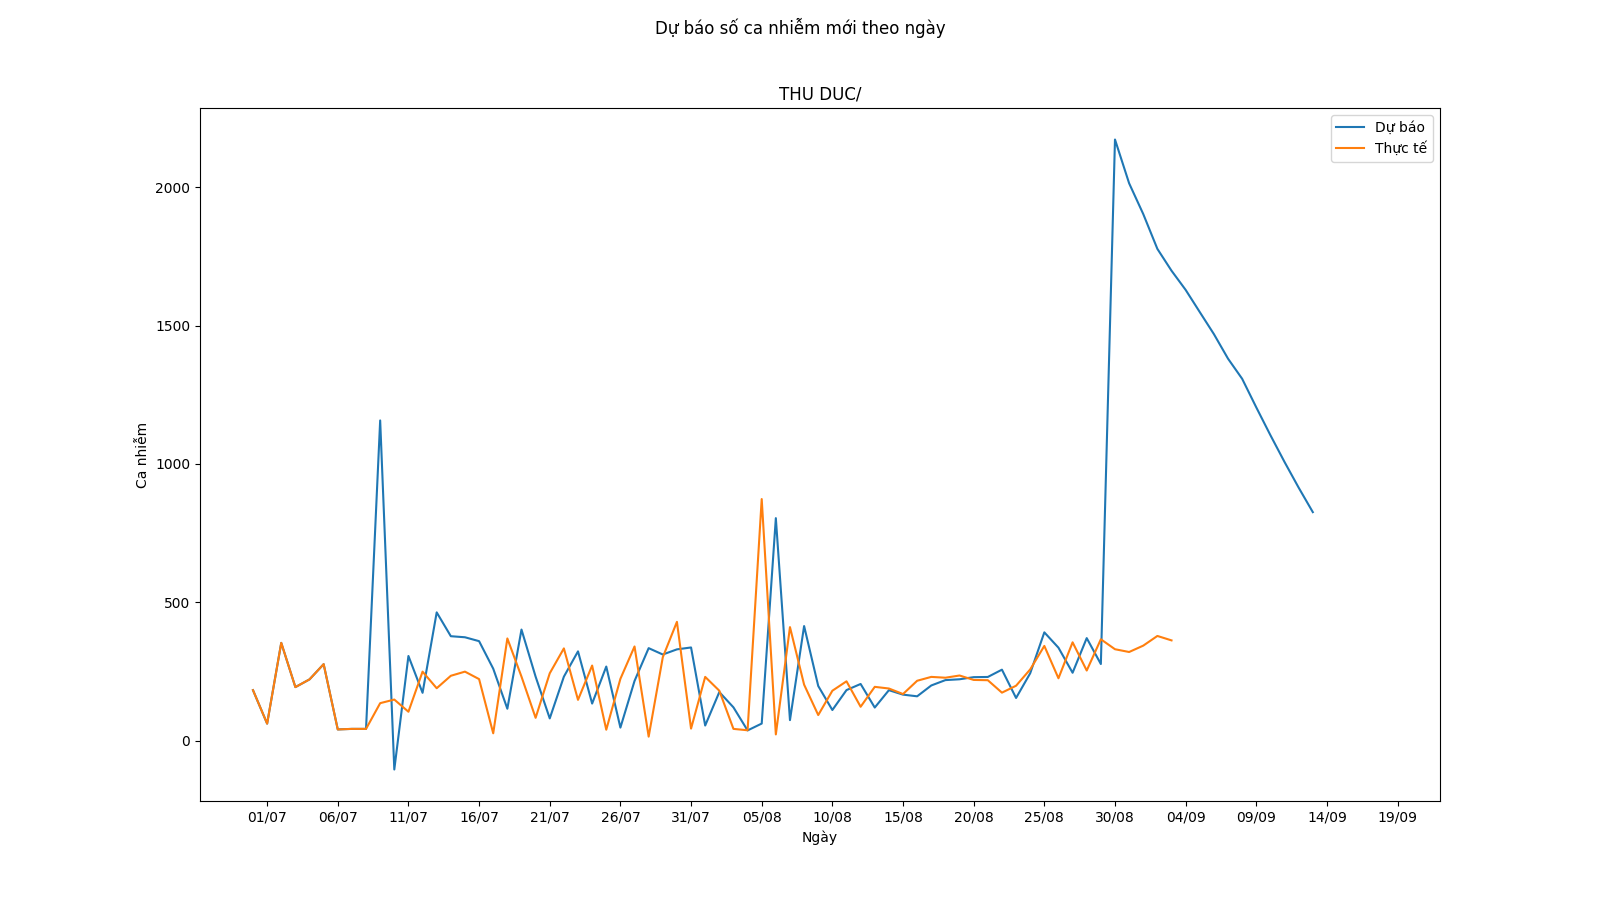 Dự báo số ca nhiễm mới theo ngày
THU DUC/
Dự báo
Thực tế
2000
1500
1000
500
0
Ca nhiễm
01/07 06/07 11/07 16/07 21/07 26/07 31/07 05/08 10/08 15/08 20/08 25/08 30/08 04/09 09/09 14/09 19/09
Ngày